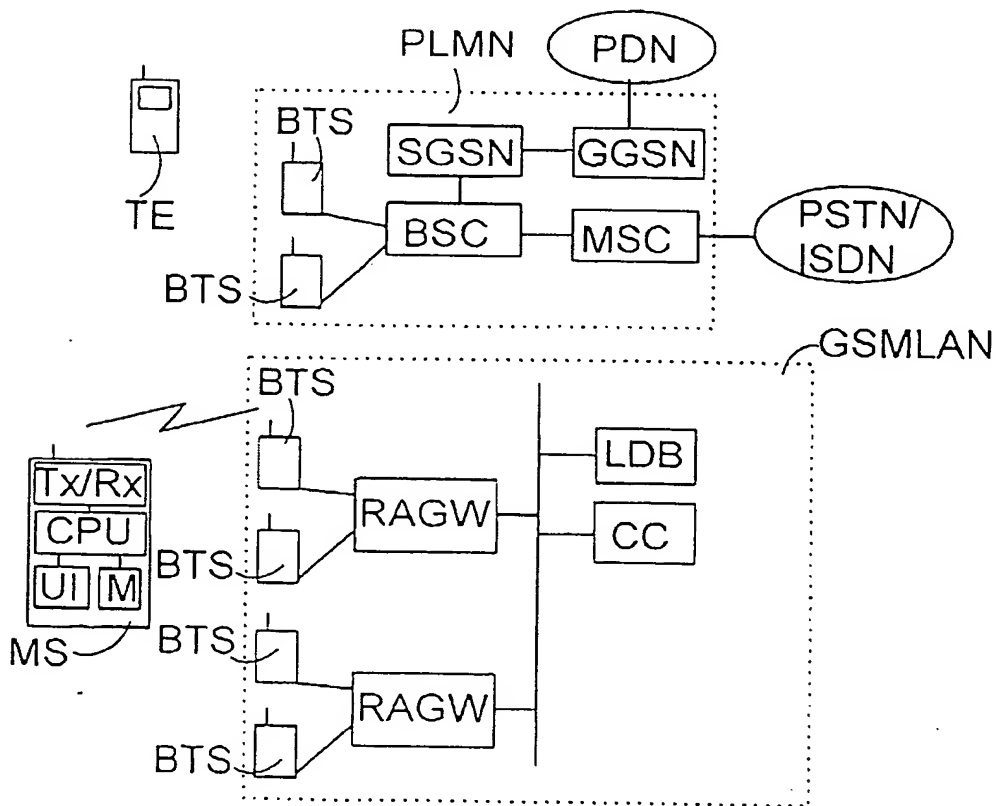 PLMN
PDN
BTS
SGSN
GGSN
TE
BSC
MSC
PSTN/
ISDN
BTS
GSMLAN
BTS
Tx/Rx
CPU
UI
M
MS
RAGW
LDB
CC
BTS
BTS
RAGW
BTS